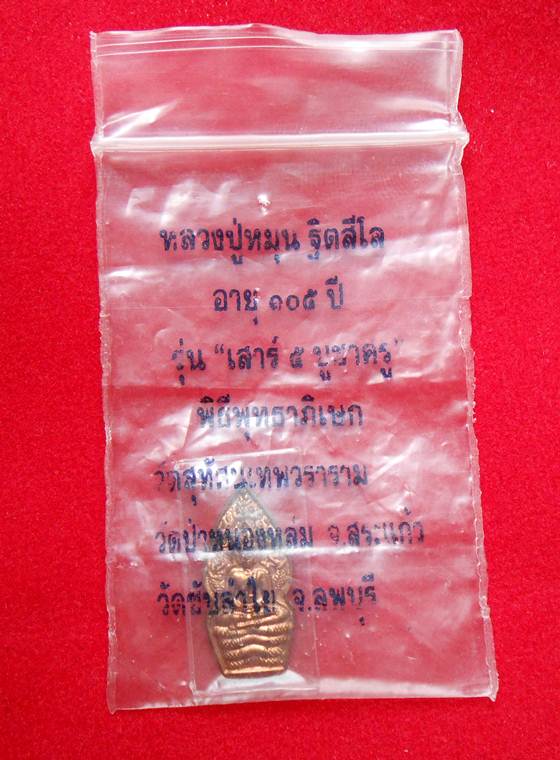 หลวงปู่หมุน ฐิตสีโล
อายุ ๑๐๕ ปี
รุ่น “เสาร์ ๕ บูชาครู”
พิธีพุทธาภิเษก
วัดสุทัศนเทพวราราม
วัดป่าหนองหล่ม จ.สระแก้ว
วัดซับลำใย จ.ลพบุรี